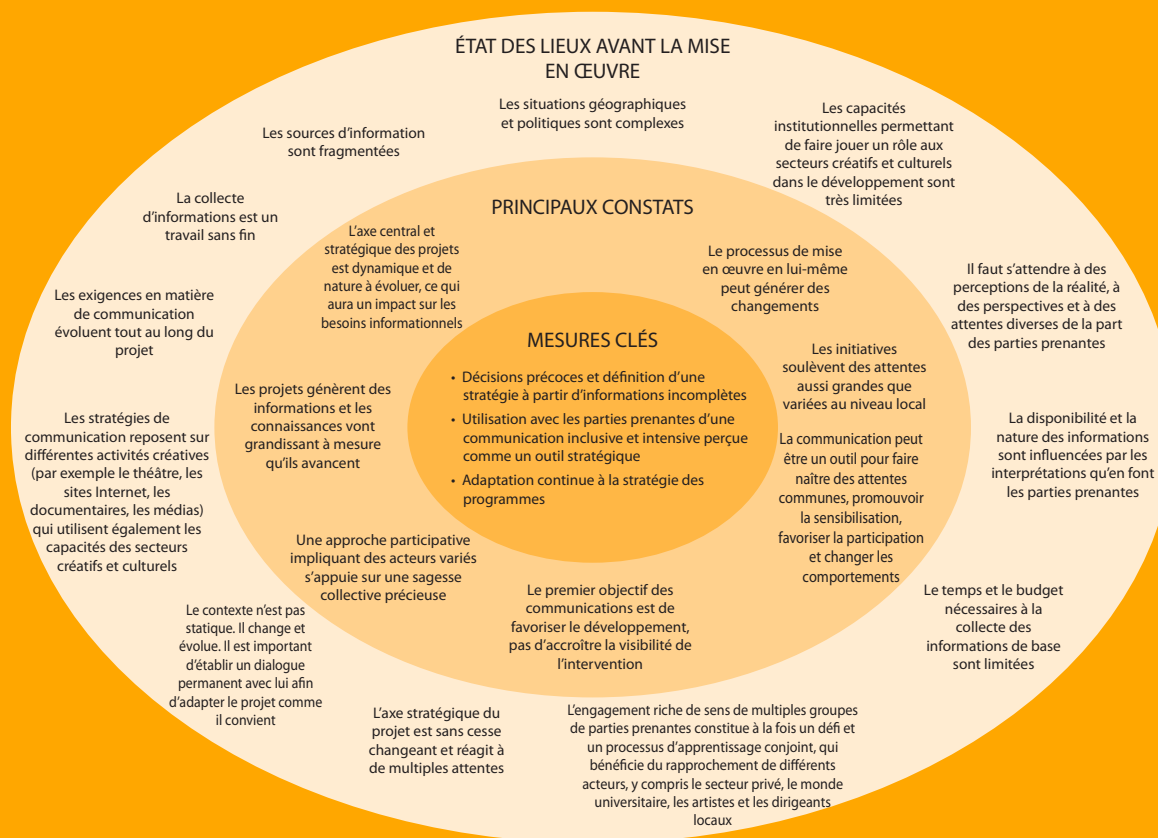 ÉTAT DES LIEUX AVANT LA MISE
EN ŒUVRE
Les situations géographiques
et politiques sont complexes
Les capacités
institutionnelles permettant
de faire jouer un rôle aux
secteurs créatifs et culturels
dans le développement sont
très limitées
Il faut s'attendre à des
perceptions de la réalité, à
des perspectives et à des
attentes diverses de la part
des parties prenantes
La disponibilité et la
nature des informations
sont influencées par les
interprétations qu'en font
les parties prenantes
Le temps et le budget
nécessaires à la
collecte des
informations de base
sont limitées
L'engagement riche de sens de multiples groupes
de parties prenantes constitue à la fois un défi et
un processus d'apprentissage conjoint, qui
bénéficie du rapprochement de différents
acteurs, y compris le secteur privé, le monde
universitaire, les artistes et les dirigeants
locaux
L'axe stratégique du
projet est sans cesse
changeant et réagit à
de multiples attentes
Le contexte n'est pas
statique. Il change et
évolue. Il est important
d'établir un dialogue
permanent avec lui afin
d'adapter le projet comme
il convient
Les stratégies de
communication reposent sur
différentes activités créatives
(par exemple le théâtre, les
sites Internet, les
documentaires, les médias)
qui utilisent également les
capacités des secteurs
créatifs et culturels
Les exigences en matière
de communication
évoluent tout au long du
projet
La collecte
d'informations est un
travail sans fin
Les sources d'information
sont fragmentées
PRINCIPAUX CONSTATS
Le processus de mise
en œuvre en lui-même
peut générer des
changements
Les initiatives
soulèvent des attentes
aussi grandes que
variées au niveau local
La communication peut
être un outil pour faire
naître des attentes
communes, promouvoir
la sensibilisation,
favoriser la participation
et changer les
comportements
Le premier objectif des
communications est de
favoriser le développement,
pas d'accroître la visibilité de
l'intervention
Une approche participative
impliquant des acteurs variés
s'appuie sur une sagesse
collective précieuse
Les projets génèrent des
informations et les
connaissances vont
grandissant à mesure
qu'ils avancent
L'axe central et
stratégique des projets
est dynamique et de
nature à évoluer, ce qui
aura un impact sur les
besoins informationnels
MESURES CLÉS
• Décisions précoces et définition d'une
stratégie à partir d'informations incomplètes
• Utilisation avec les parties prenantes d'une
communication inclusive et intensive perçue
comme un outil stratégique
• Adaptation continue à la stratégie des
programmes